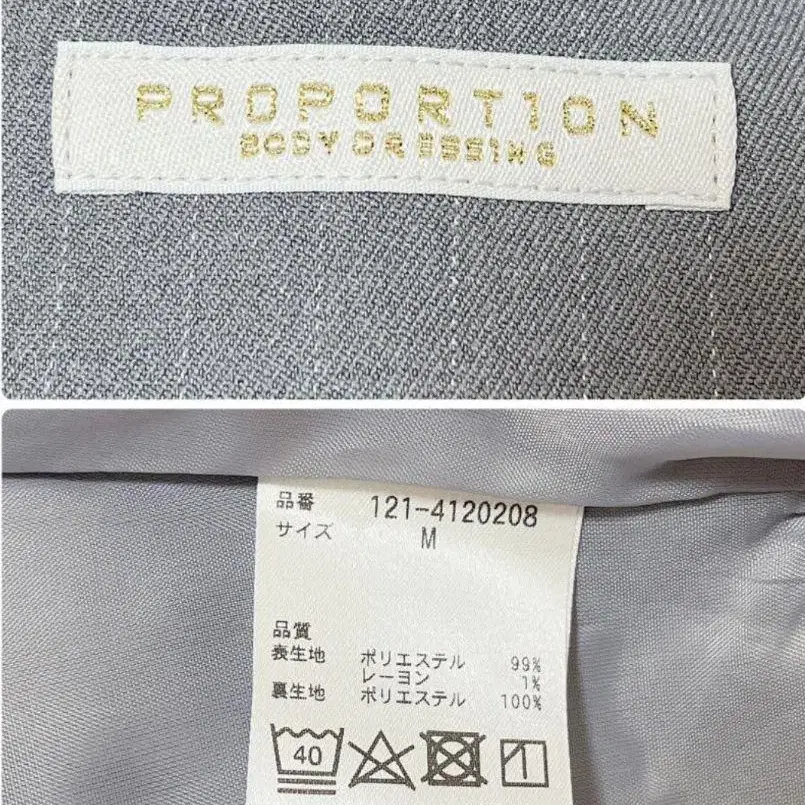 PROPORTION
BODY DRESSING
品番 121-4120208
サイズ M
品質
表生地 ポリエステル 99%
レーヨン 1%
裏生地 ポリエステル 100%
40